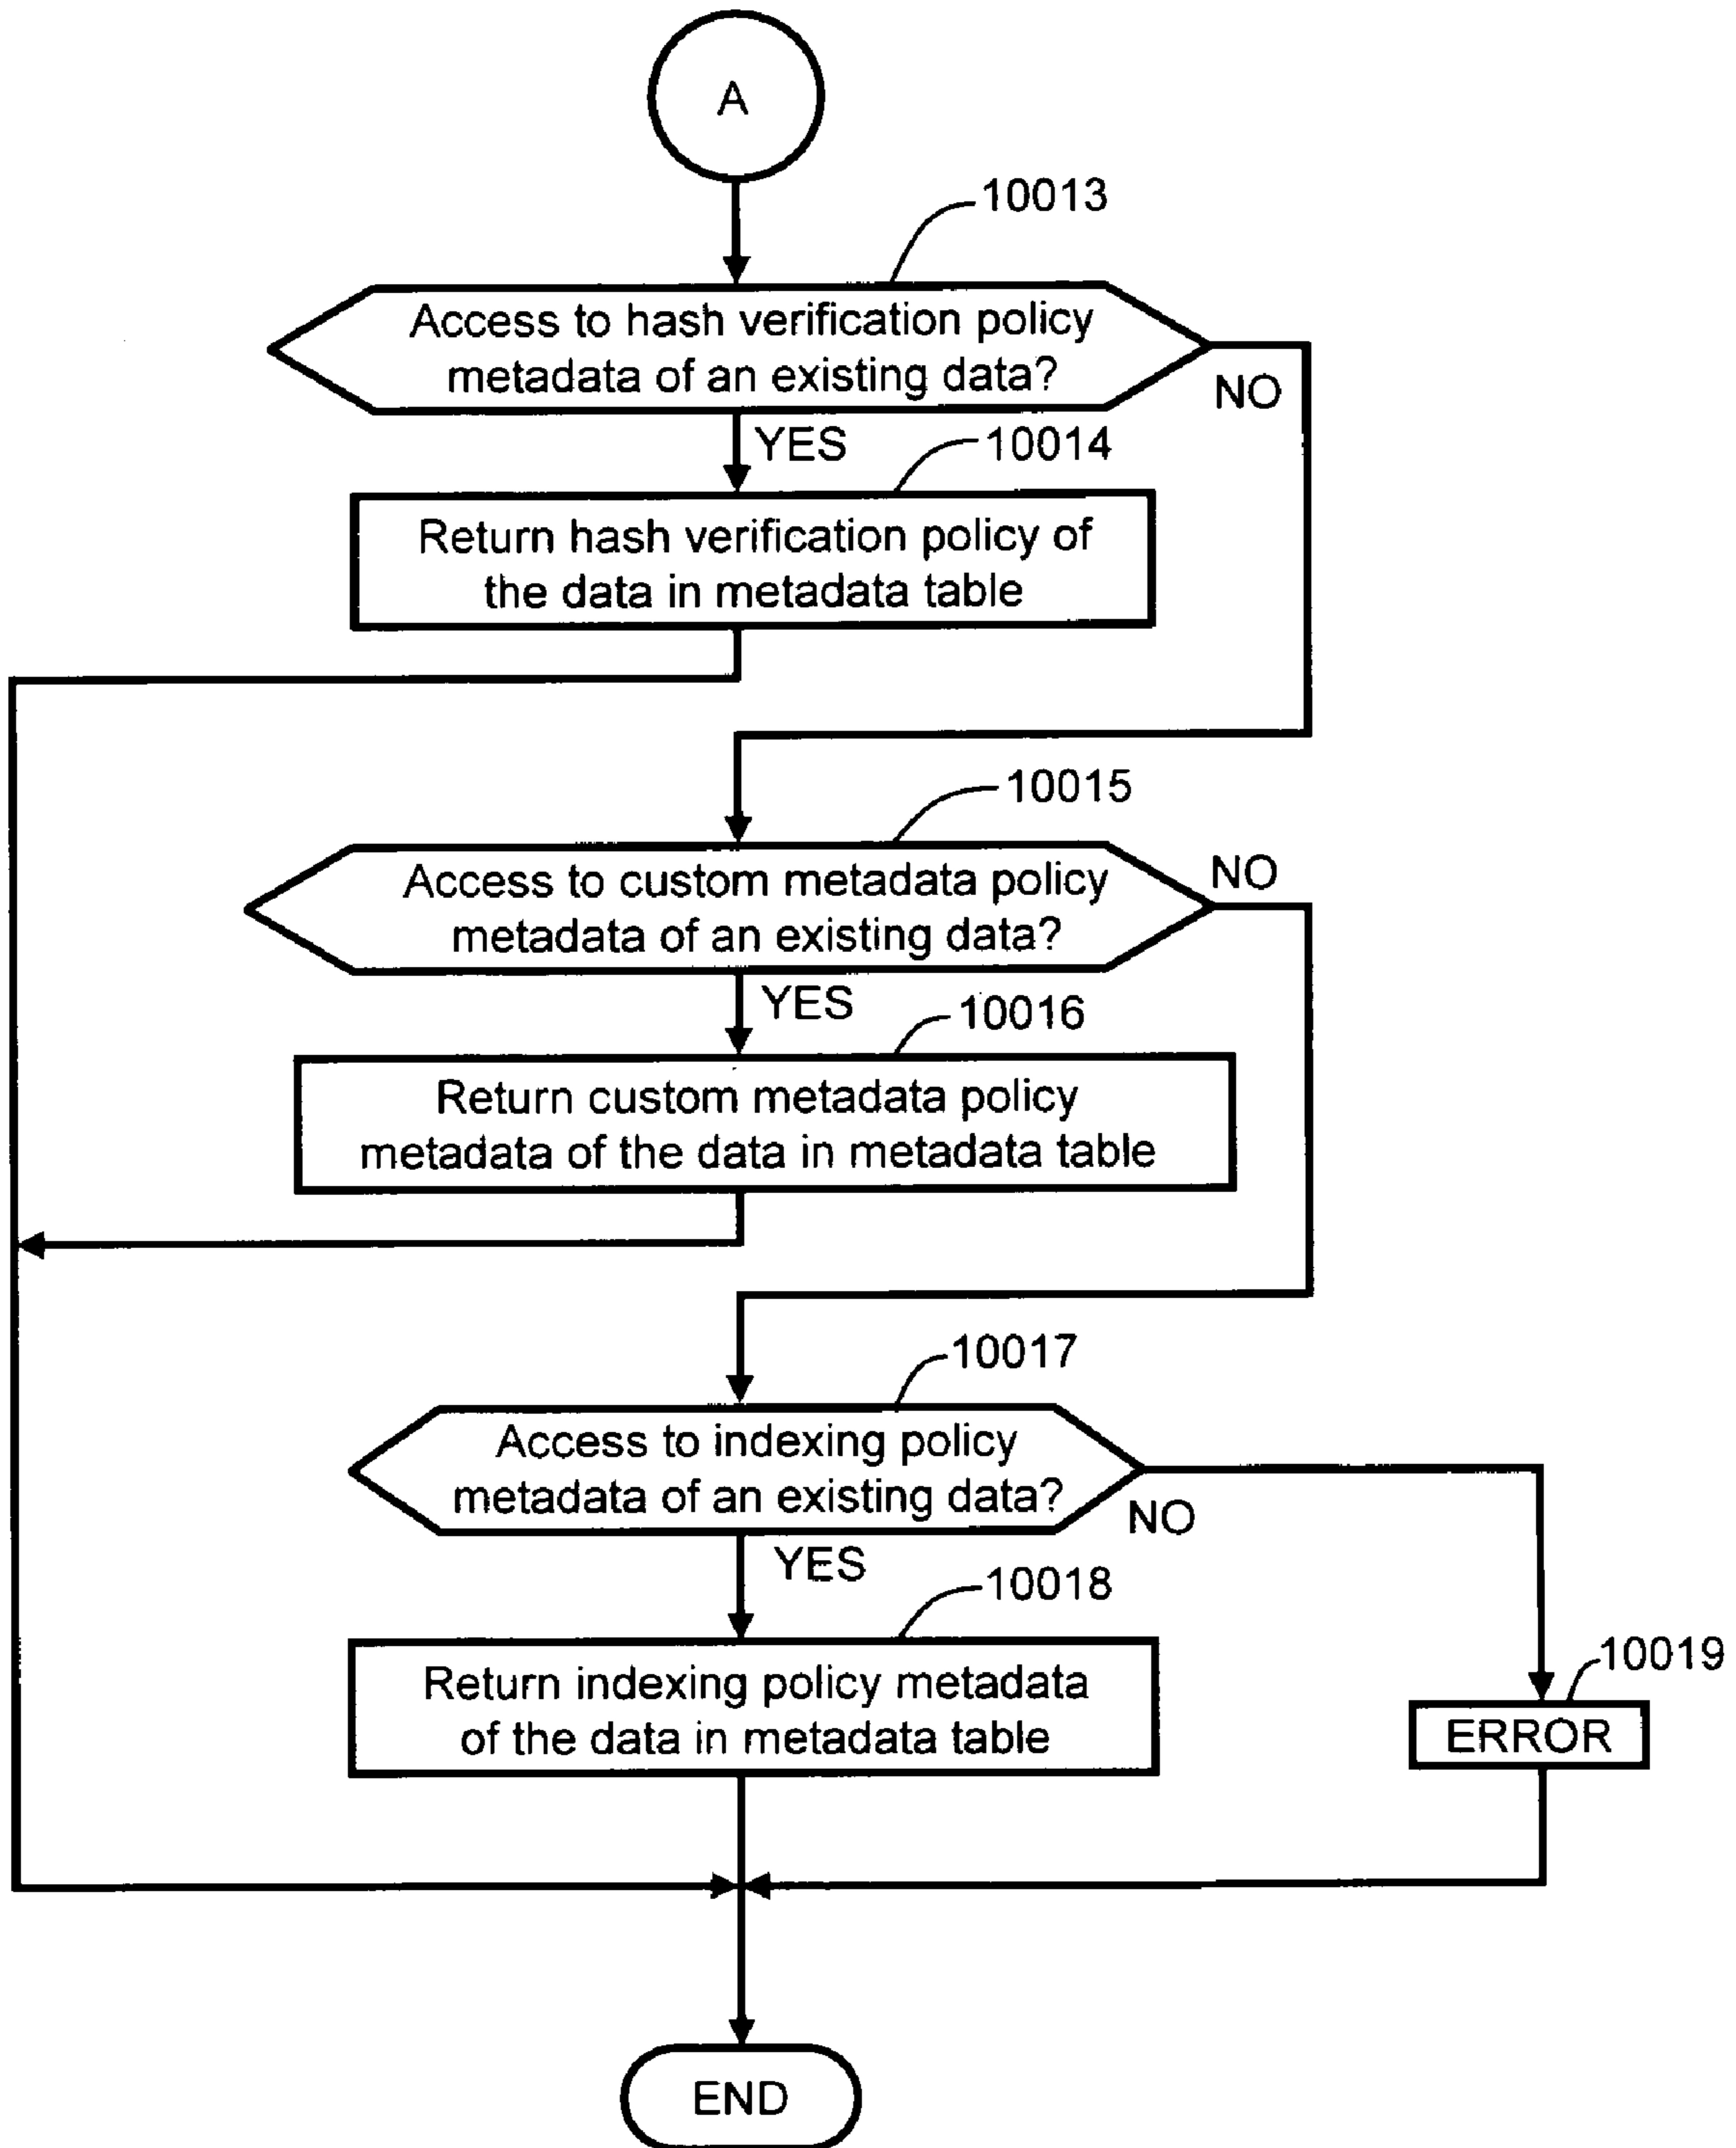 A
10013
Access to hash verification policy
metadata of an existing data?
NO
YES
10014
Return hash verification policy of
the data in metadata table
10015
Access to custom metadata policy
metadata of an existing data?
NO
YES
10016
Return custom metadata policy
metadata of the data in metadata table
10017
Access to indexing policy
metadata of an existing data?
NO
YES
10018
Return indexing policy metadata
of the data in metadata table
10019
ERROR
END